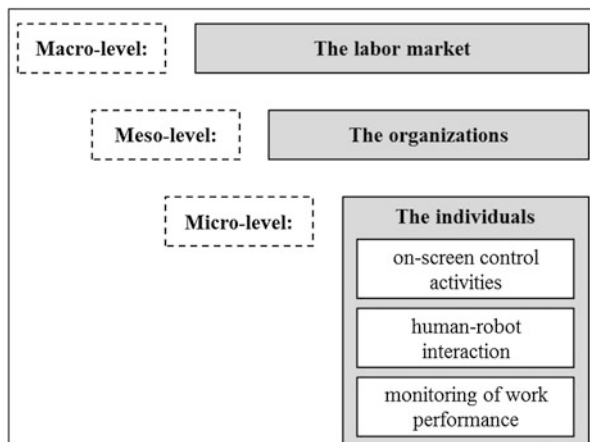 Macro-level:
The labor market
Meso-level:
The organizations
Micro-level:
The individuals
on-screen control
activities
human-robot
interaction
monitoring of work
performance